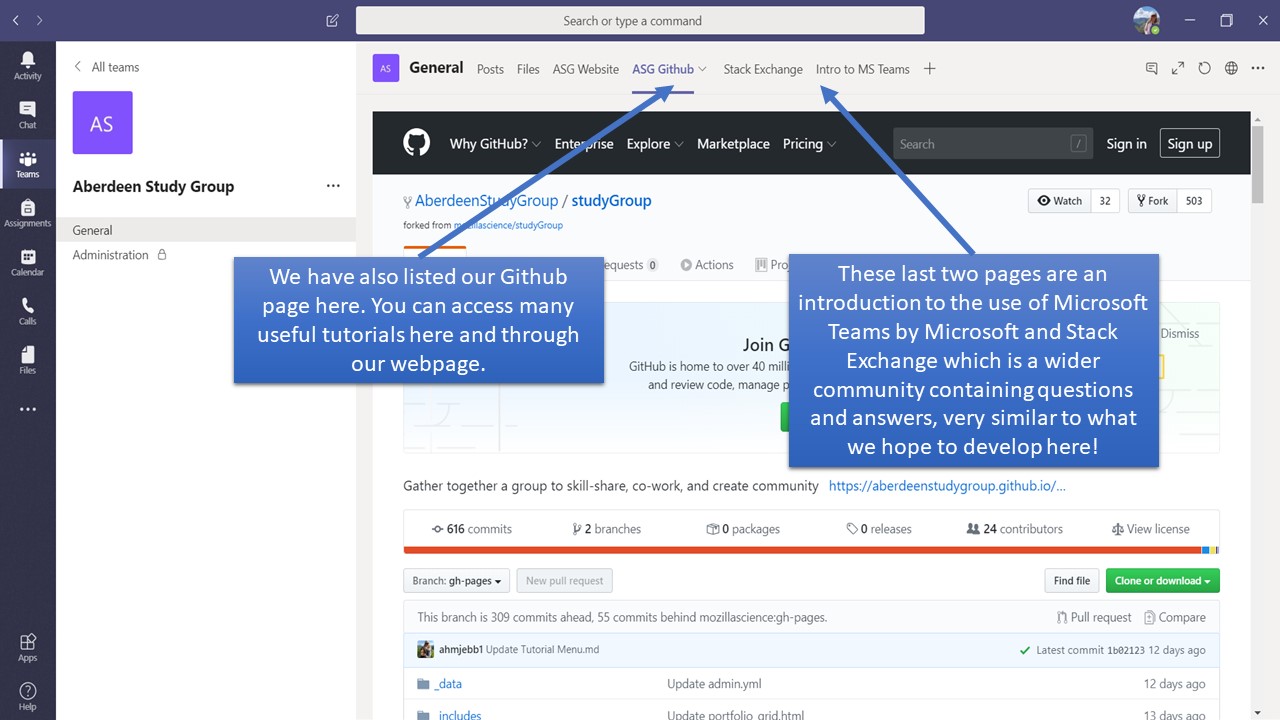 Search or type a command
Activity
Chat
Teams
Assignments
Calendar
Calls
Files
Apps
Help
All teams
AS
Aberdeen Study Group
General
Administration
AS General Posts Files ASG Website ASG Github Stack Exchange Intro to MS Teams
Why GitHub? Enterprise Explore Marketplace Pricing Search / Sign in Sign up
AberdeenStudyGroup / studyGroup Watch 32 Fork 503
forked from mozillascience/studyGroup
equests 0 Actions Proj
We have also listed our Github
page here. You can access many
useful tutorials here and through
our webpage.
These last two pages are an
introduction to the use of Microsoft
Teams by Microsoft and Stack
Exchange which is a wider
community containing questions
and answers, very similar to what
we hope to develop here!
Dismiss
Join G
GitHub is home to over 40 milli
and review code, manage p
Gather together a group to skill-share, co-work, and create community https://aberdeenstudygroup.github.io/…
616 commits 2 branches 0 packages 0 releases 24 contributors View license
Branch: gh-pages New pull request Find file Clone or download
This branch is 309 commits ahead, 55 commits behind mozillascience:gh-pages. Pull request Compare
ahmjebb1 Update Tutorial Menu.md Latest commit 1b02123 12 days ago
_data Update admin.yml 12 days ago
_includes Update portfolio_grid.html 13 days ago